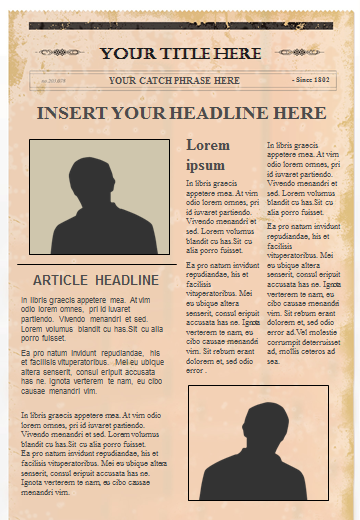 YOUR TITLE HERE
YOUR CATCH PHRASE HERE
- Since 1802
INSERT YOUR HEADLINE HERE
ARTICLE HEADLINE
In libris graecis appetere mea. At vim
odio lorem omnes, pri id iuvaret
partiendo. Vivendo menandri et sed.
Lorem volumus blandit cu has.Sit cu alia
porro fuisset.
Ea pro natum invidunt repudiandae, his
et facilisis vituperatoribus. Mei eu ubique
altera senserit, consul eripuit accusata
has ne. Ignota verterem te nam, eu cibo
causae menandri vim.
In libris graecis appetere mea. At vim odio
lorem omnes, pri id iuvaret partiendo.
Vivendo menandri et sed. Lorem volumus
blandit cu has.Sit cu alia porro fuisset.
Ea pro natum invidunt repudiandae, his et
facilisis vituperatoribus. Mei eu ubique altera
senserit, consul eripuit accusata has ne.
Ignota verterem te nam, eu cibo causae
menandri vim.
Lorem
ipsum
In libris graecis
appetere mea. At vim
odio lorem omnes, pri
id iuvaret partiendo.
Vivendo menandri et
sed. Lorem volumus
blandit cu has.Sit cu
alia porro fuisset.
Ea pro natum invidunt
repudiandae, his et
facilisis
vituperatoribus. Mei
eu ubique altera
senserit, consul eripuit
accusata has ne. Ignota
verterem te nam, eu
cibo causae menandri
vim. Sit rebum erant
dolorem et, sed odio
error .
In libris graecis
appetere mea. At vim
odio lorem omnes, pri
id iuvaret partiendo.
Vivendo menandri et
sed. Lorem volumus
blandit cu has.Sit cu
alia porro fuisset.
Ea pro natum invidunt
repudiandae, his et
facilisis
vituperatoribus. Mei
eu ubique altera
senserit, consul eripuit
accusata has ne. Ignota
verterem te nam, eu
cibo causae menandri
vim. Sit rebum erant
dolorem et, sed odio
error ad.Vel molestie
corrumpit deterruisset
ad, mollis ceteros ad
sea.